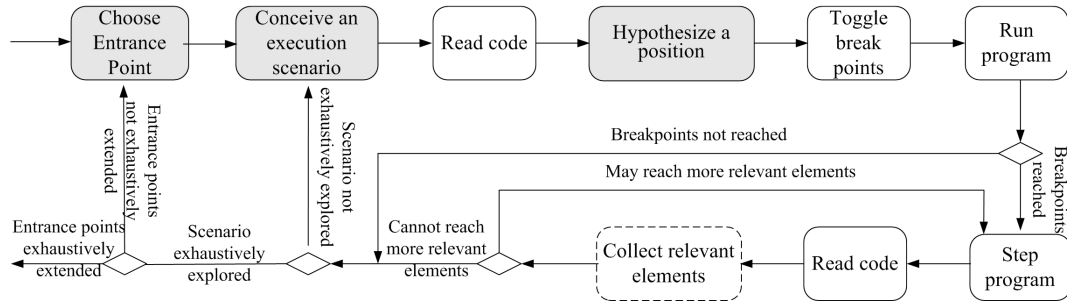 Choose
Entrance
Point
Conceive an
execution
scenario
Read code
Hypothesize a
position
Toggle
break
points
Run
program
Entrance points
not exhaustively
extended
Scenario not
exhaustively explored
Breakpoints not reached
Breakpoints
reached
May reach more relevant elements
Entrance points
exhaustively
extended
Scenario
exhaustively
explored
Cannot reach
more relevant
elements
Collect relevant
elements
Read code
Step
program